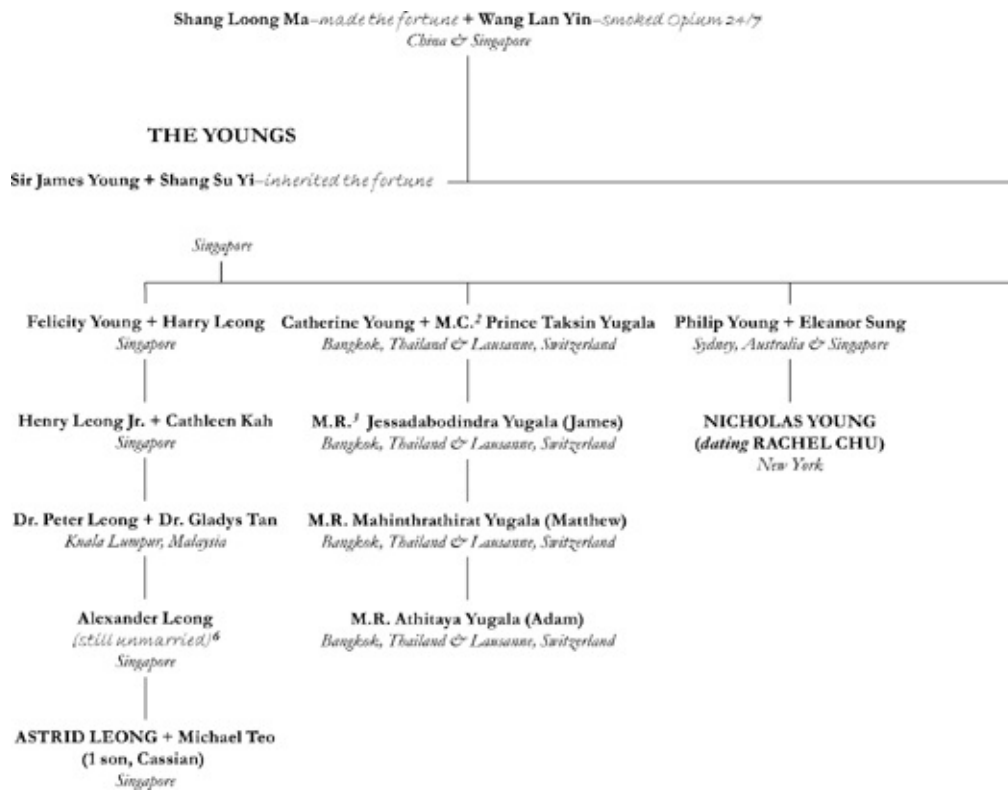 Shang Loong Ma–made the fortune + Wang Lan Yin–smoked Opium 24/7
China & Singapore
THE YOUNGS
Sir James Young + Shang Su Yi–inherited the fortune
Singapore
Felicity Young + Harry Leong
Singapore
Catherine Young + M.C.² Prince Taksin Yugala
Bangkok, Thailand & Lausanne, Switzerland
Philip Young + Eleanor Sung
Sydney, Australia & Singapore
Henry Leong Jr. + Cathleen Kah
Singapore
M.R.³ Jessadabodindra Yugala (James)
Bangkok, Thailand & Lausanne, Switzerland
NICHOLAS YOUNG
(dating RACHEL CHU)
New York
Dr. Peter Leong + Dr. Gladys Tan
Kuala Lumpur, Malaysia
M.R. Mahinthrathirat Yugala (Matthew)
Bangkok, Thailand & Lausanne, Switzerland
Alexander Leong
(still unmarried)⁶
Singapore
M.R. Athitaya Yugala (Adam)
Bangkok, Thailand & Lausanne, Switzerland
ASTRID LEONG + Michael Teo
(1 son, Cassian)
Singapore